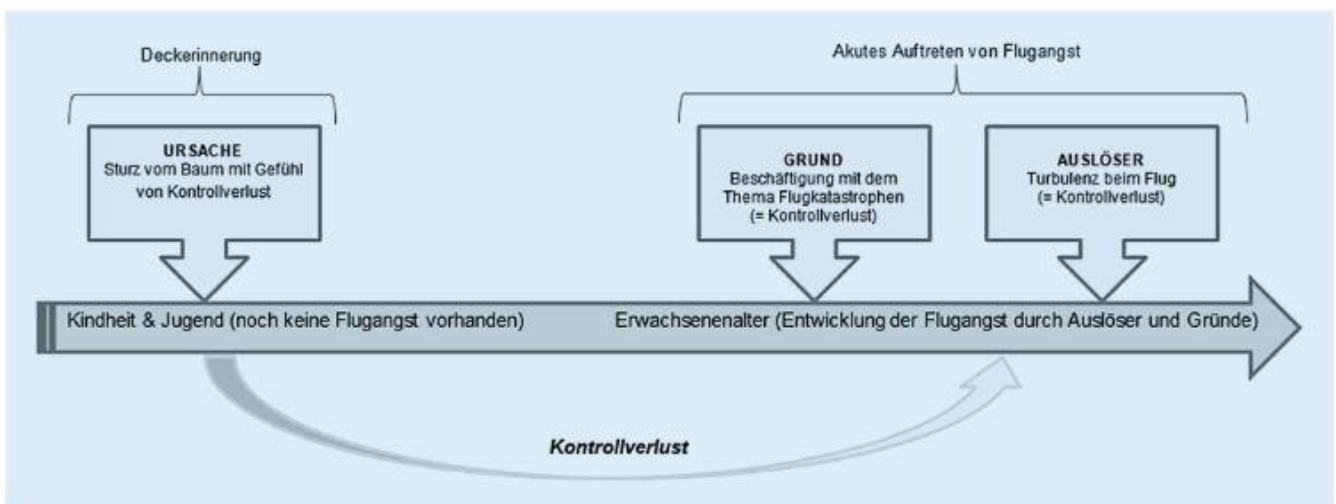 Deckerinnerung
Akutes Auftreten von Flugangst
URSACHE
Sturz vom Baum mit Gefühl
von Kontrollverlust
GRUND
Beschäftigung mit dem
Thema Flugkatastrophen
(= Kontrollverlust)
AUSLÖSER
Turbulenz beim Flug
(= Kontrollverlust)
Kindheit & Jugend (noch keine Flugangst vorhanden)
Erwachsenenalter (Entwicklung der Flugangst durch Auslöser und Gründe)
Kontrollverlust